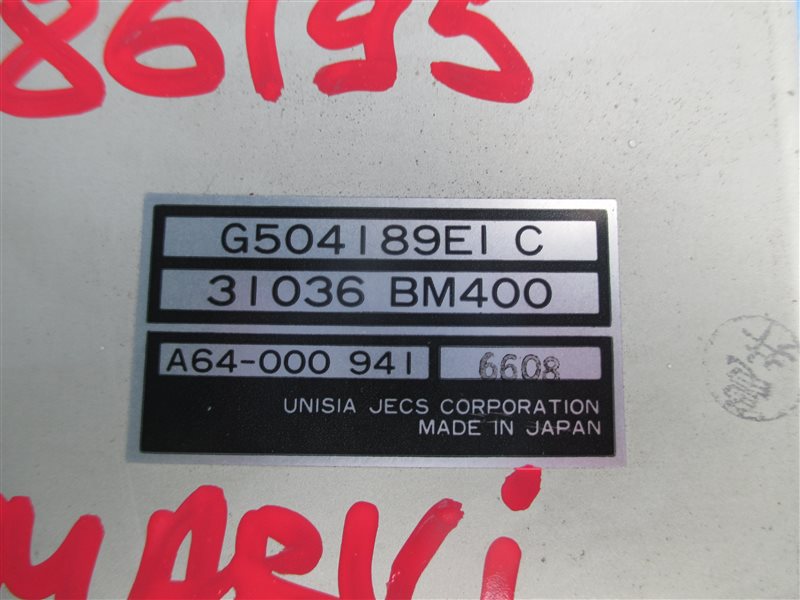 86195
G504189E1 C
31036 BM400
A64-000 941 6608
UNISIA JECS CORPORATION
MADE IN JAPAN